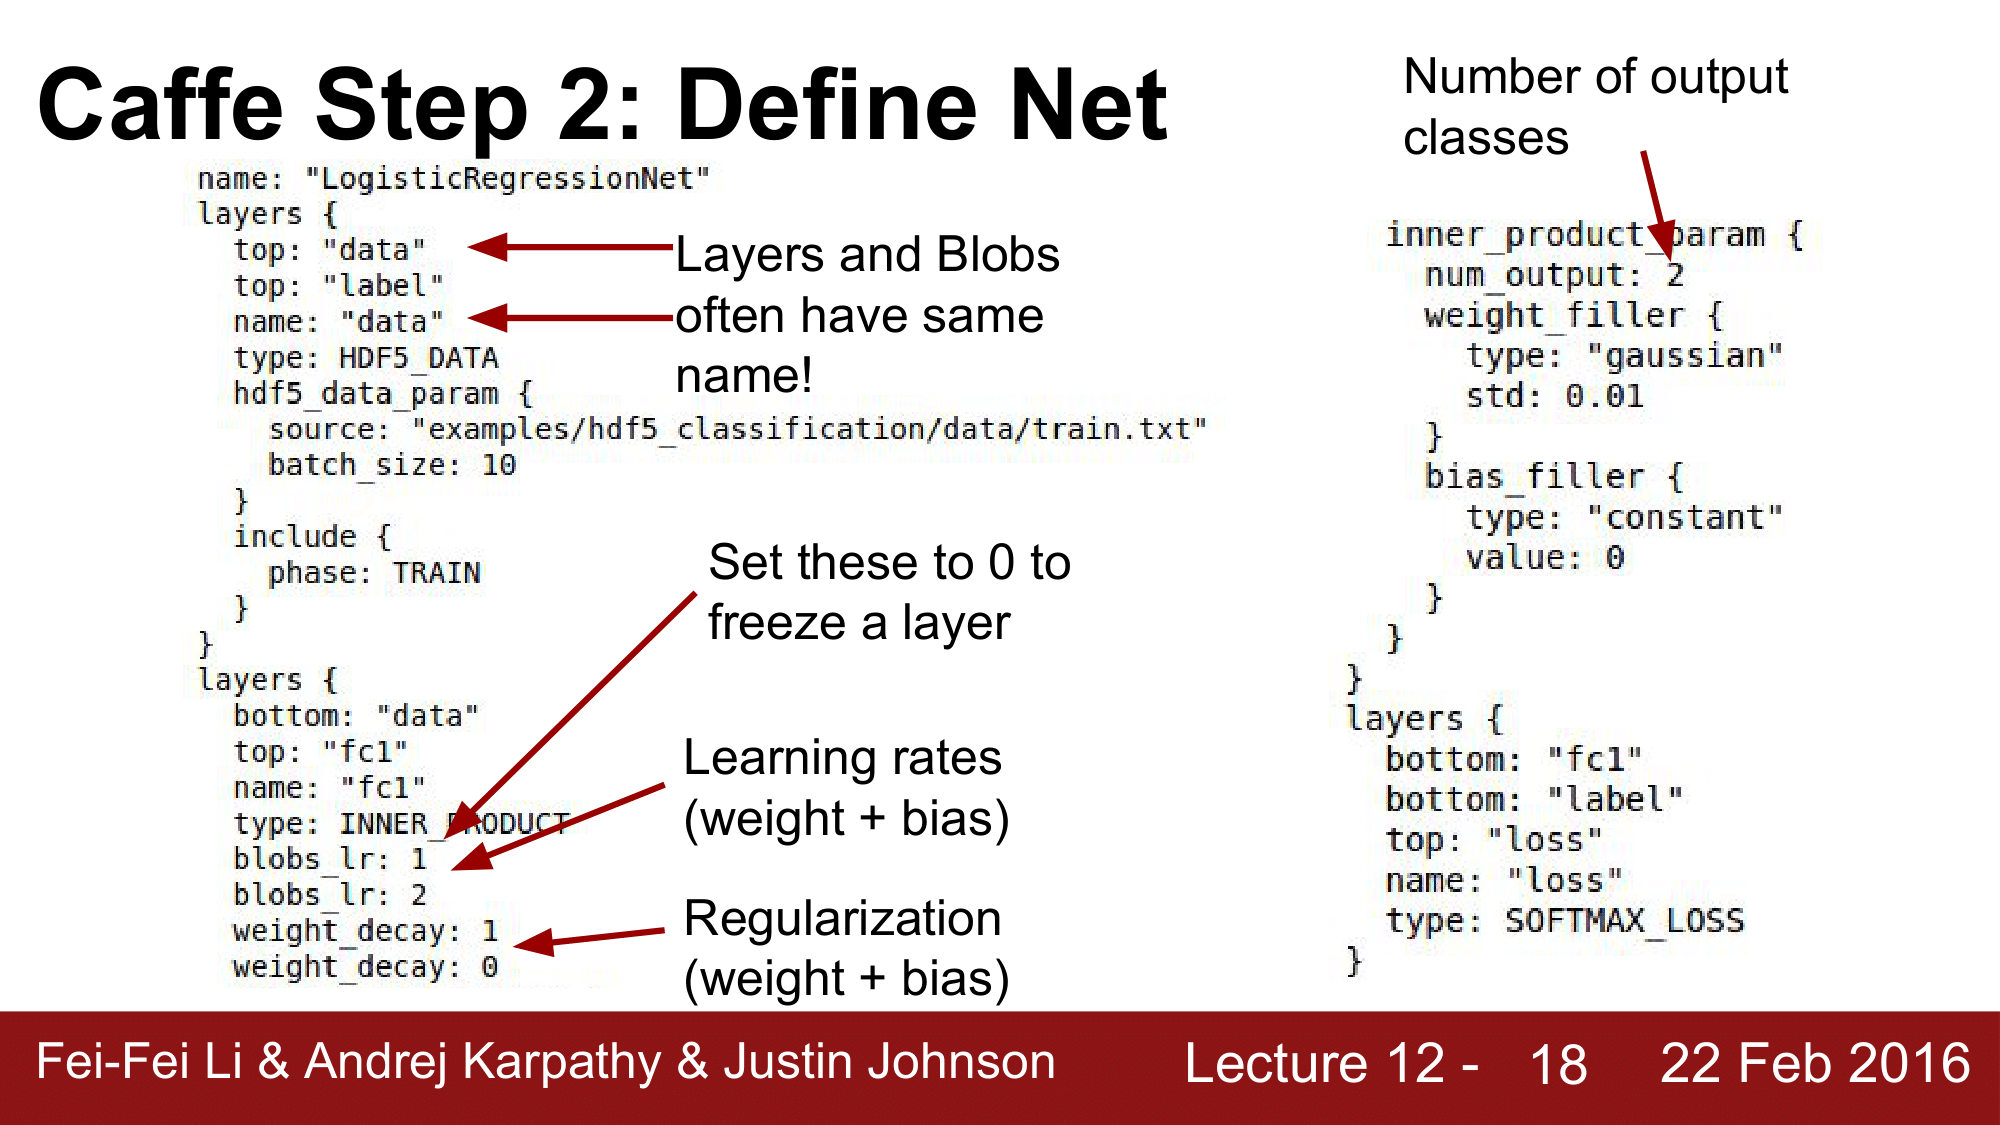 Caffe Step 2: Define Net
name: "LogisticRegressionNet"
layers {
  top: "data"
  top: "label"
  name: "data"
  type: HDF5_DATA
  hdf5_data_param {
    source: "examples/hdf5_classification/data/train.txt"
    batch_size: 10
  }
  include {
    phase: TRAIN
  }
}
layers {
  bottom: "data"
  top: "fc1"
  name: "fc1"
  type: INNER_PRODUCT
  blobs_lr: 1
  blobs_lr: 2
  weight_decay: 1
  weight_decay: 0
Layers and Blobs
often have same
name!
Set these to 0 to
freeze a layer
Learning rates
(weight + bias)
Regularization
(weight + bias)
Number of output
classes
  inner_product_param {
    num_output: 2
    weight_filler {
      type: "gaussian"
      std: 0.01
    }
    bias_filler {
      type: "constant"
      value: 0
    }
  }
}
layers {
  bottom: "fc1"
  bottom: "label"
  top: "loss"
  name: "loss"
  type: SOFTMAX_LOSS
}
Fei-Fei Li & Andrej Karpathy & Justin Johnson
Lecture 12 - 18
22 Feb 2016